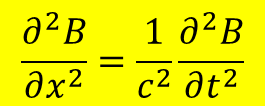 ∂²B/∂x² = 1/c² ∂²B/∂t²